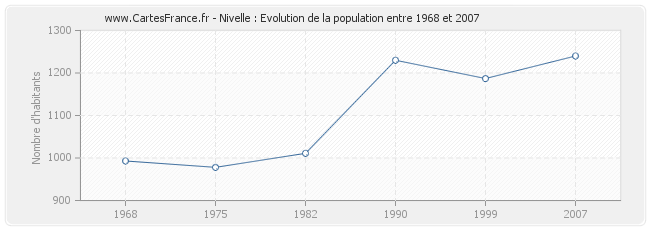 www.CartesFrance.fr - Nivelle : Evolution de la population entre 1968 et 2007
Nombre d'habitants
1300
1200
1100
1000
900
1968 1975 1982 1990 1999 2007